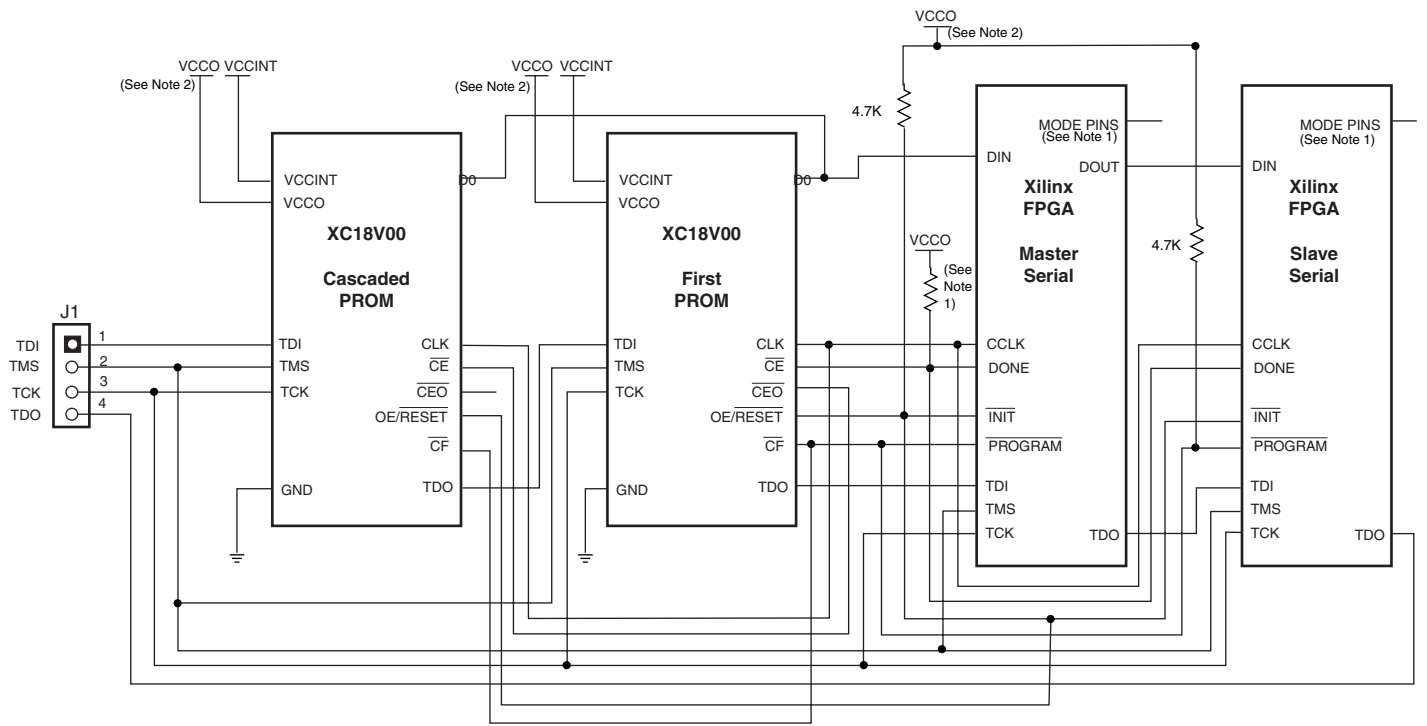 VCCO
(See Note 2)
VCCO VCCINT
(See Note 2)
VCCO VCCINT
(See Note 2)
4.7K
MODE PINS
(See Note 1)
DIN
DOUT
Xilinx
FPGA
Master
Serial
CCLK
DONE
INIT
PROGRAM
TDI
TMS
TCK
TDO
MODE PINS
(See Note 1)
DIN
Xilinx
FPGA
Slave
Serial
CCLK
DONE
INIT
PROGRAM
TDI
TMS
TCK
TDO
4.7K
VCCO
(See
Note
1)
VCCINT
VCCO
D0
XC18V00
Cascaded
PROM
TDI
TMS
TCK
GND
CLK
CE
CEO
OE/RESET
CF
TDO
VCCINT
VCCO
D0
XC18V00
First
PROM
TDI
TMS
TCK
GND
CLK
CE
CEO
OE/RESET
CF
TDO
J1
TDI 1
TMS 2
TCK 3
TDO 4